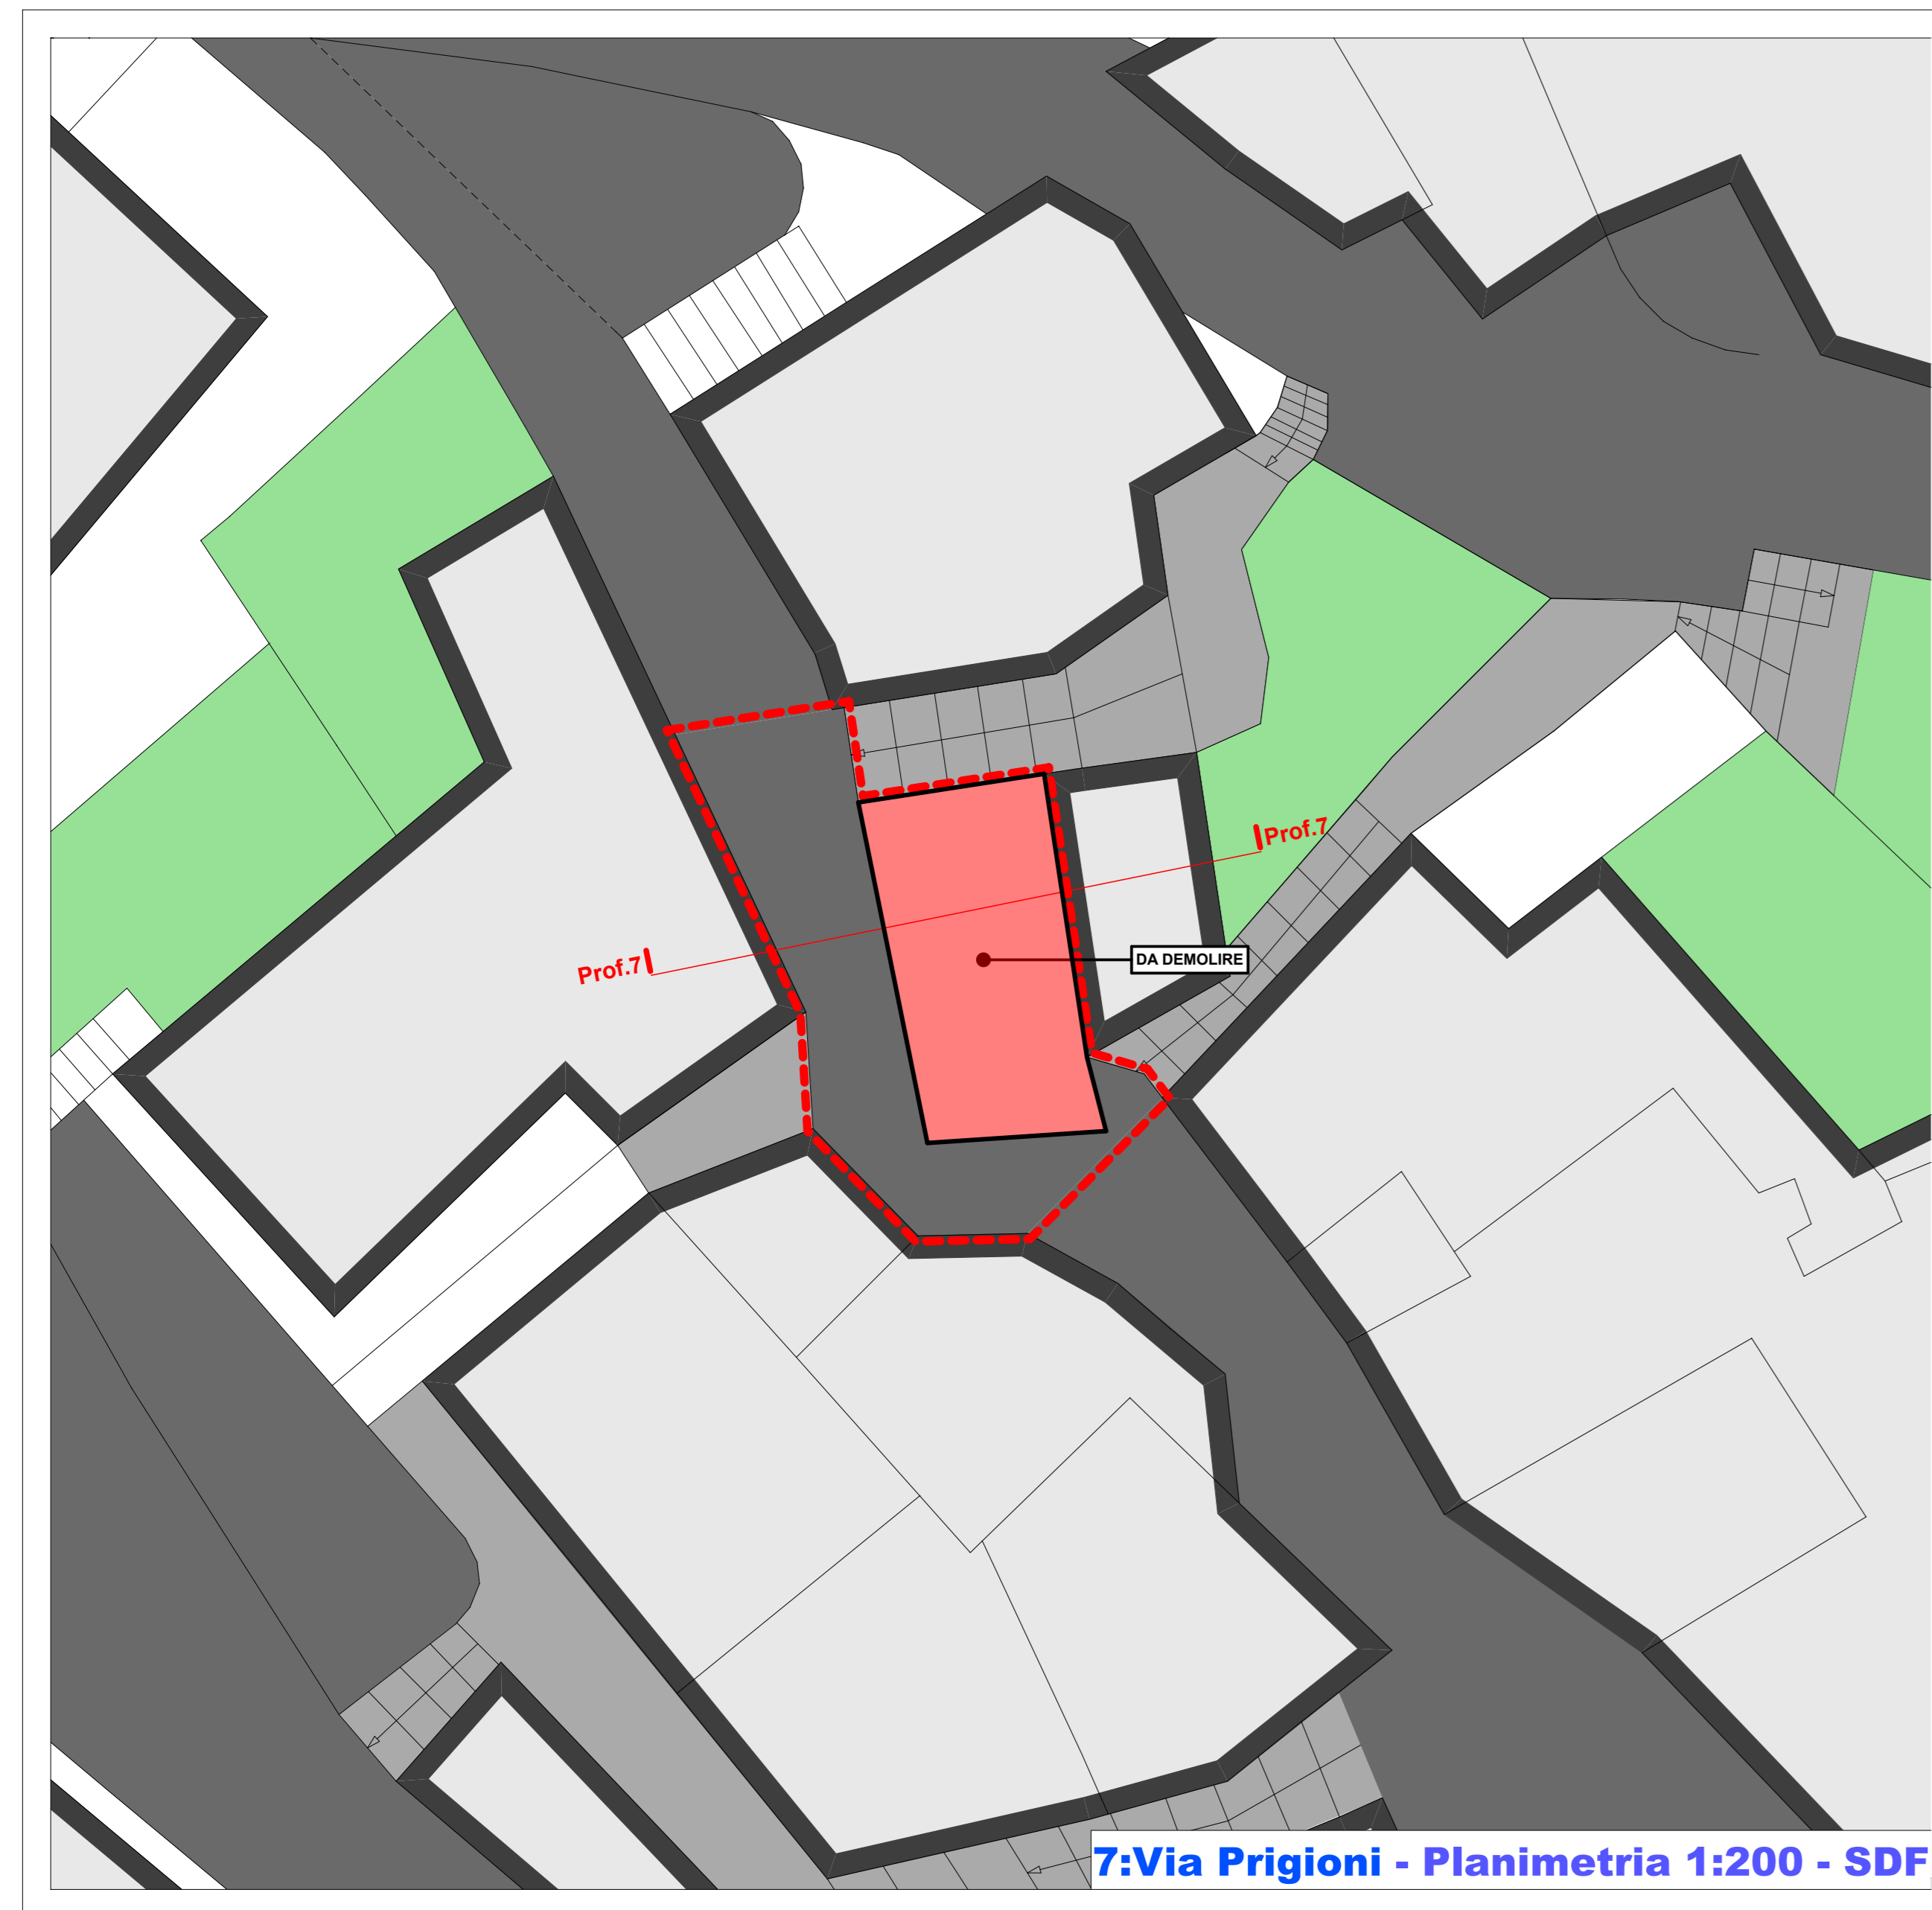 Prof.7
Prof.7
DA DEMOLIRE
7:Via Prigioni - Planimetria 1:200 - SDF